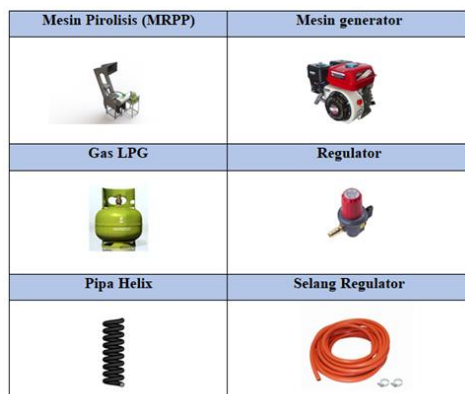 Mesin Pirolisis (MRPP)
Mesin generator
Gas LPG
Regulator
Pipa Helix
Selang Regulator